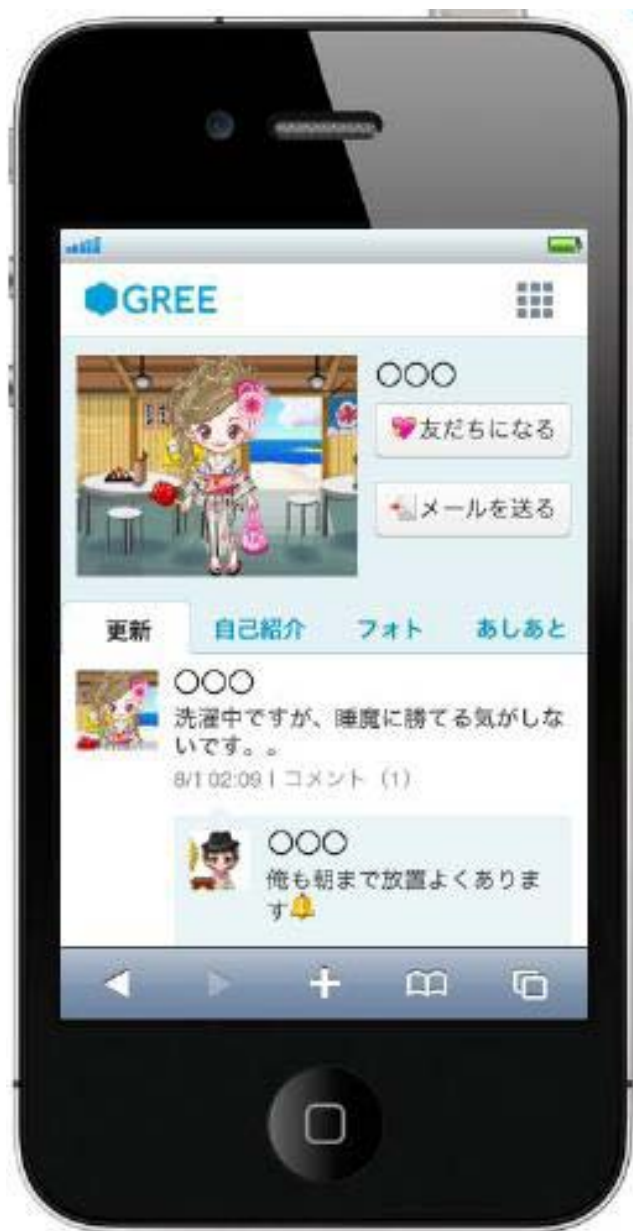 GREE
○○○
友だちになる
メールを送る
更新 自己紹介 フォト あしあと
○○○
洗濯中ですが、睡魔に勝てる気がしな
いです。。
8/1 02:09 | コメント (1)
○○○
俺も朝まで放置よくありま
す